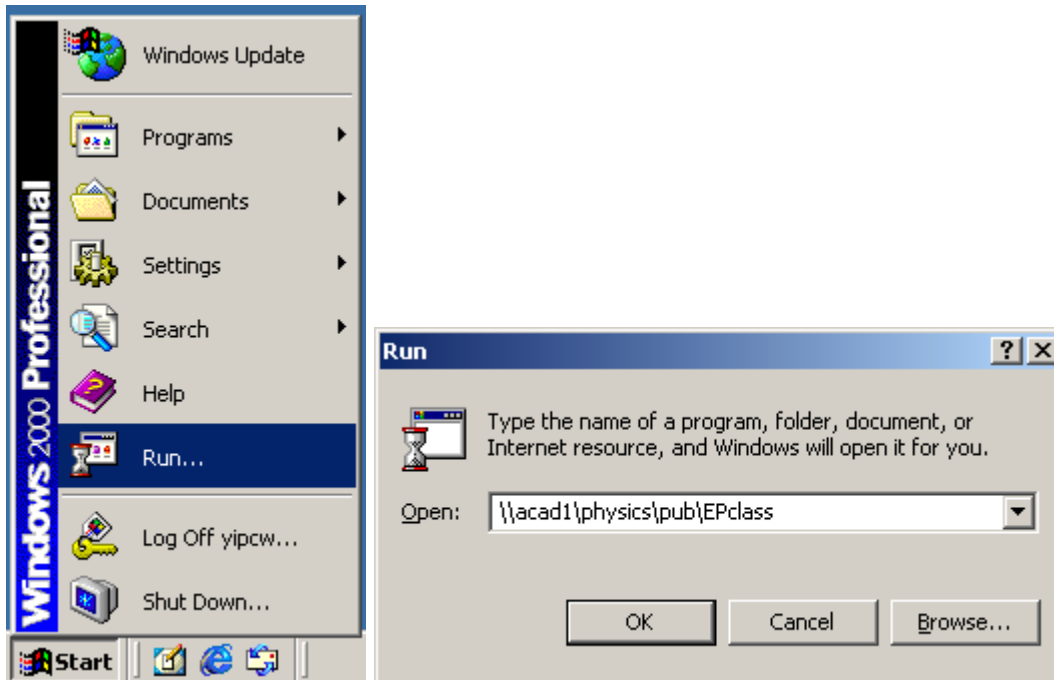 Windows 2000 Professional
Windows Update
Programs
Documents
Settings
Search
Help
Run...
Log Off yipcw...
Shut Down...
Start
Run
Type the name of a program, folder, document, or
Internet resource, and Windows will open it for you.
Open: \\acad1\physics\pub\EPclass
OK Cancel Browse...